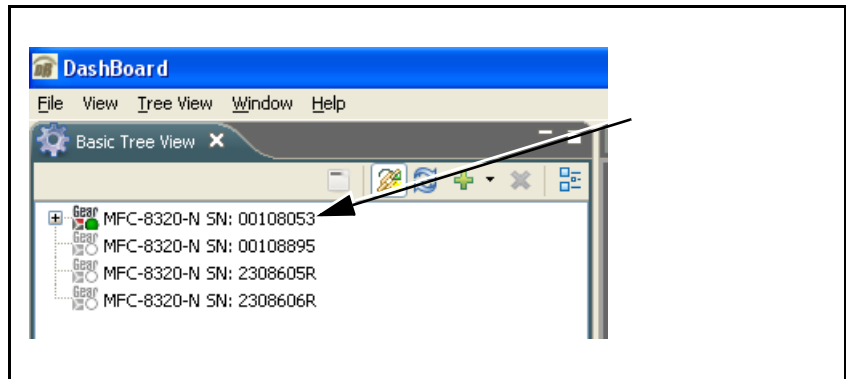 DashBoard
File View Tree View Window Help
Basic Tree View
Gear MFC-8320-N SN: 00108053
Gear MFC-8320-N SN: 00108895
Gear MFC-8320-N SN: 2308605R
Gear MFC-8320-N SN: 2308606R